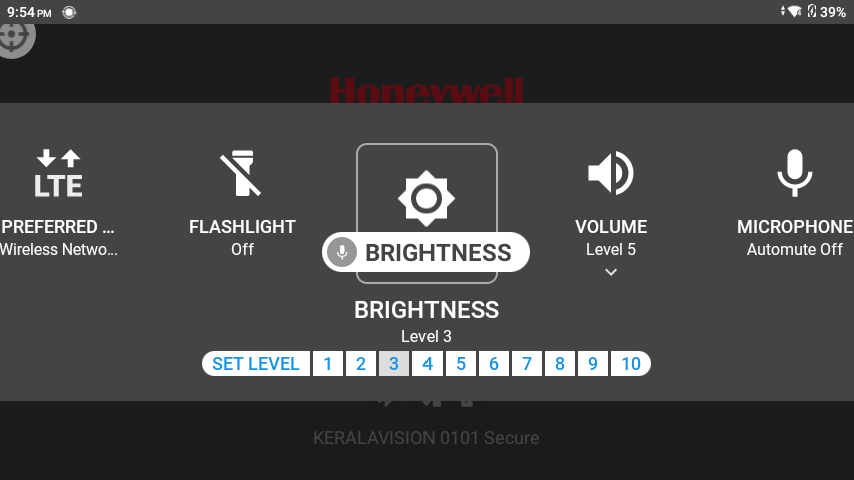 9:54 PM
39%
Honeywell
LTE
PREFERRED ...
Wireless Netwo...
FLASHLIGHT
Off
BRIGHTNESS
VOLUME
Level 5
MICROPHONE
Automute Off
BRIGHTNESS
Level 3
SET LEVEL 1 2 3 4 5 6 7 8 9 10
KERALAVISION 0101 Secure